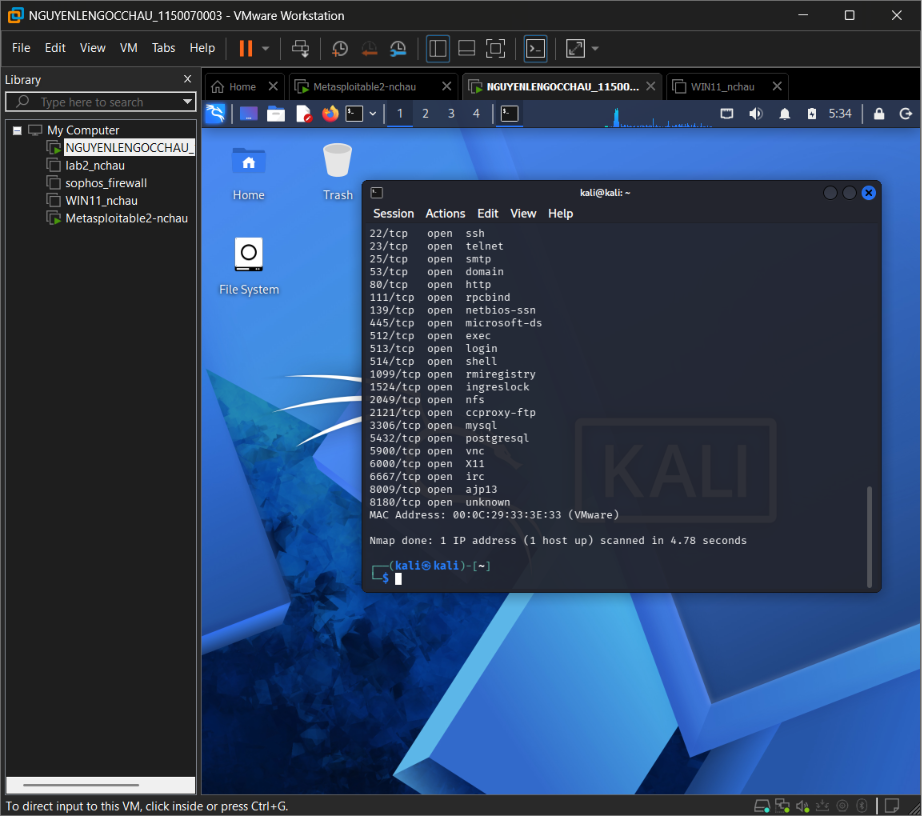 NGUYENLENGOCCHAU_1150070003 - VMware Workstation
File Edit View VM Tabs Help
Library
Type here to search
My Computer
NGUYENLENGOCCHAU_
lab2_nchau
sophos_firewall
WIN11_nchau
Metasploitable2-nchau
Home
Metasploitable2-nchau
NGUYENLENGOCCHAU_11500...
WIN11_nchau
1 2 3 4
5:34
Home
Trash
File System
kali@kali: ~
Session Actions Edit View Help
22/tcp open ssh
23/tcp open telnet
25/tcp open smtp
53/tcp open domain
80/tcp open http
111/tcp open rpcbind
139/tcp open netbios-ssn
445/tcp open microsoft-ds
512/tcp open exec
513/tcp open login
514/tcp open shell
1099/tcp open rmiregistry
1524/tcp open ingreslock
2049/tcp open nfs
2121/tcp open ccproxy-ftp
3306/tcp open mysql
5432/tcp open postgresql
5900/tcp open vnc
6000/tcp open X11
6667/tcp open irc
8009/tcp open ajp13
8180/tcp open unknown
MAC Address: 00:0C:29:33:3E:33 (VMware)
Nmap done: 1 IP address (1 host up) scanned in 4.78 seconds
┌──(kali㉿kali)-[~]
└─$
KALI
To direct input to this VM, click inside or press Ctrl+G.